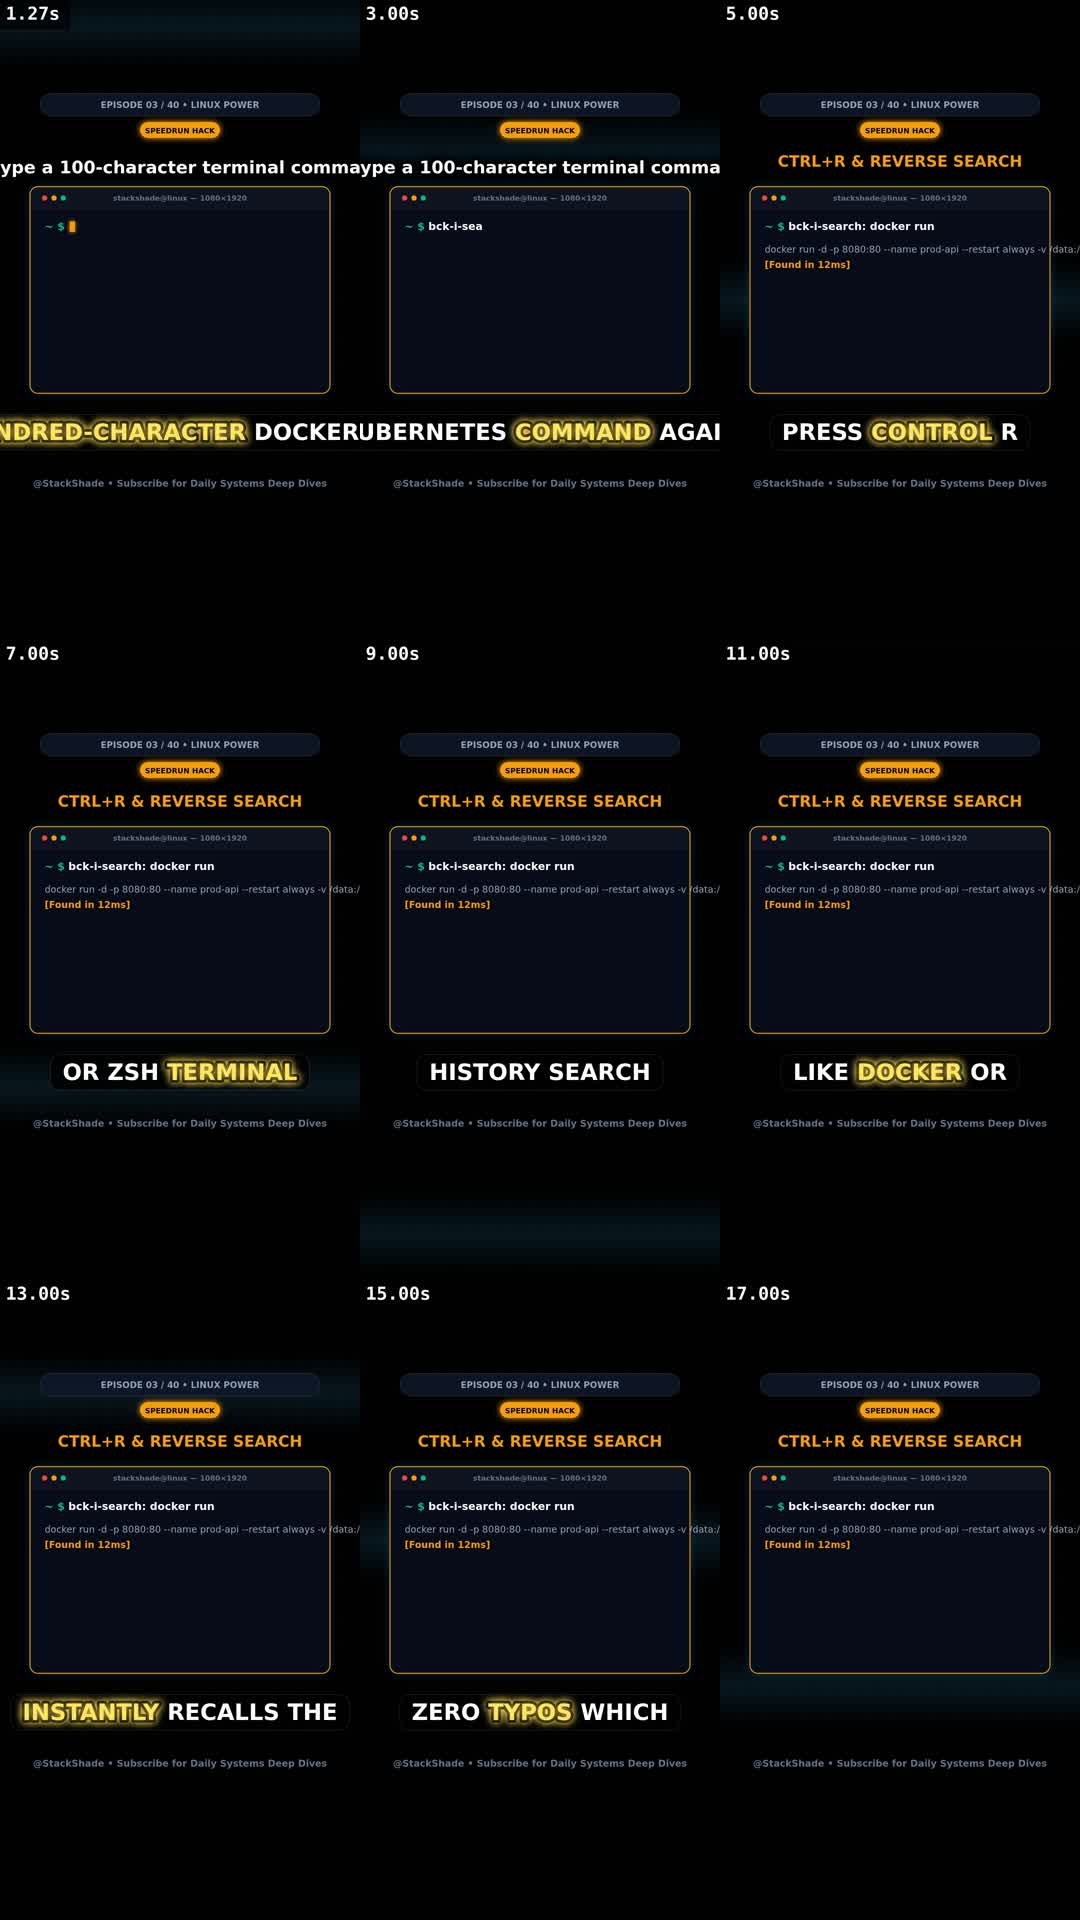 1.27s
EPISODE 03 / 40 • LINUX POWER
SPEEDRUN HACK
ype a 100-character terminal comma
stackshade@linux — 1080×1920
~ $
NDRED-CHARACTER DOCKER
@StackShade • Subscribe for Daily Systems Deep Dives
3.00s
EPISODE 03 / 40 • LINUX POWER
SPEEDRUN HACK
ype a 100-character terminal comma
stackshade@linux — 1080×1920
~ $ bck-i-sea
UBERNETES COMMAND AGAI
@StackShade • Subscribe for Daily Systems Deep Dives
5.00s
EPISODE 03 / 40 • LINUX POWER
SPEEDRUN HACK
CTRL+R & REVERSE SEARCH
stackshade@linux — 1080×1920
~ $ bck-i-search: docker run
docker run -d -p 8080:80 --name prod-api --restart always -v /data:/
[Found in 12ms]
PRESS CONTROL R
@StackShade • Subscribe for Daily Systems Deep Dives
7.00s
EPISODE 03 / 40 • LINUX POWER
SPEEDRUN HACK
CTRL+R & REVERSE SEARCH
stackshade@linux — 1080×1920
~ $ bck-i-search: docker run
docker run -d -p 8080:80 --name prod-api --restart always -v /data:/
[Found in 12ms]
OR ZSH TERMINAL
@StackShade • Subscribe for Daily Systems Deep Dives
9.00s
EPISODE 03 / 40 • LINUX POWER
SPEEDRUN HACK
CTRL+R & REVERSE SEARCH
stackshade@linux — 1080×1920
~ $ bck-i-search: docker run
docker run -d -p 8080:80 --name prod-api --restart always -v /data:/
[Found in 12ms]
HISTORY SEARCH
@StackShade • Subscribe for Daily Systems Deep Dives
11.00s
EPISODE 03 / 40 • LINUX POWER
SPEEDRUN HACK
CTRL+R & REVERSE SEARCH
stackshade@linux — 1080×1920
~ $ bck-i-search: docker run
docker run -d -p 8080:80 --name prod-api --restart always -v /data:/
[Found in 12ms]
LIKE DOCKER OR
@StackShade • Subscribe for Daily Systems Deep Dives
13.00s
EPISODE 03 / 40 • LINUX POWER
SPEEDRUN HACK
CTRL+R & REVERSE SEARCH
stackshade@linux — 1080×1920
~ $ bck-i-search: docker run
docker run -d -p 8080:80 --name prod-api --restart always -v /data:/
[Found in 12ms]
INSTANTLY RECALLS THE
@StackShade • Subscribe for Daily Systems Deep Dives
15.00s
EPISODE 03 / 40 • LINUX POWER
SPEEDRUN HACK
CTRL+R & REVERSE SEARCH
stackshade@linux — 1080×1920
~ $ bck-i-search: docker run
docker run -d -p 8080:80 --name prod-api --restart always -v /data:/
[Found in 12ms]
ZERO TYPOS WHICH
@StackShade • Subscribe for Daily Systems Deep Dives
17.00s
EPISODE 03 / 40 • LINUX POWER
SPEEDRUN HACK
CTRL+R & REVERSE SEARCH
stackshade@linux — 1080×1920
~ $ bck-i-search: docker run
docker run -d -p 8080:80 --name prod-api --restart always -v /data:/
[Found in 12ms]
@StackShade • Subscribe for Daily Systems Deep Dives